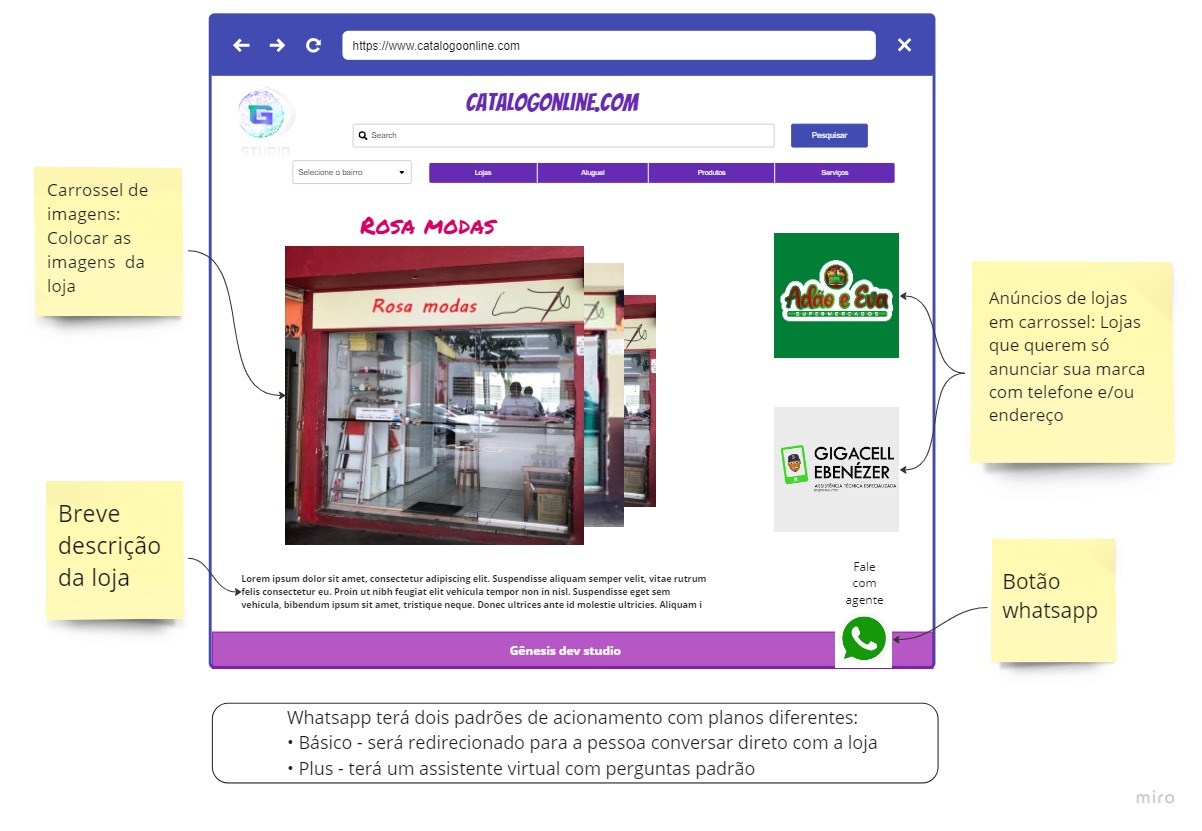 https://www.catalogoonline.com
CATALOGONLINE.COM
G
STUDIO
Search
Pesquisar
Selecione o bairro
Lojas
Aluguel
Produtos
Serviços
Carrossel de
imagens:
Colocar as
imagens da
loja
Rosa modas
Rosa modas
Adão e Eva
SUPERMERCADOS
Anúncios de lojas
em carrossel: Lojas
que querem só
anunciar sua marca
com telefone e/ou
endereço
GIGACELL
EBENÉZER
ASSISTÊNCIA TÉCNICA ESPECIALIZADA
Breve
descrição
da loja
Lorem ipsum dolor sit amet, consectetur adipiscing elit. Suspendisse aliquam semper velit, vitae rutrum
felis consectetur eu. Proin ut nibh feugiat elit vehicula tempor non in nisl. Suspendisse eget sem
vehicula, bibendum ipsum sit amet, tristique neque. Donec ultrices ante id molestie ultricies. Aliquam i
Fale
com
agente
Botão
whatsapp
Gênesis dev studio
Whatsapp terá dois padrões de acionamento com planos diferentes:
• Básico - será redirecionado para a pessoa conversar direto com a loja
• Plus - terá um assistente virtual com perguntas padrão
miro